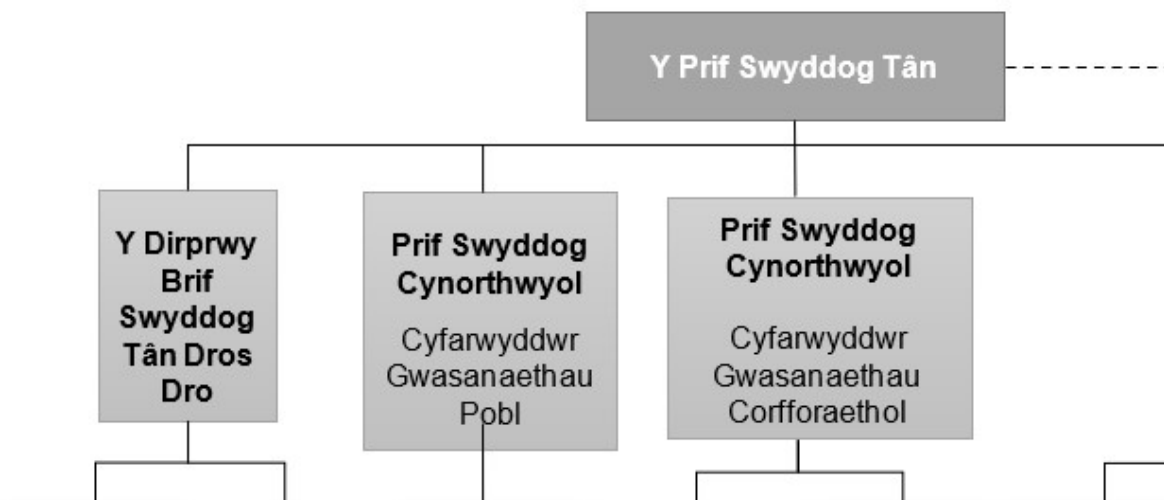 Y Prif Swyddog Tân
Y Dirprwy
Brif
Swyddog
Tân Dros
Dro
Prif Swyddog
Cynorthwyol
Cyfarwyddwr
Gwasanaethau
Pobl
Prif Swyddog
Cynorthwyol
Cyfarwyddwr
Gwasanaethau
Corfforaethol